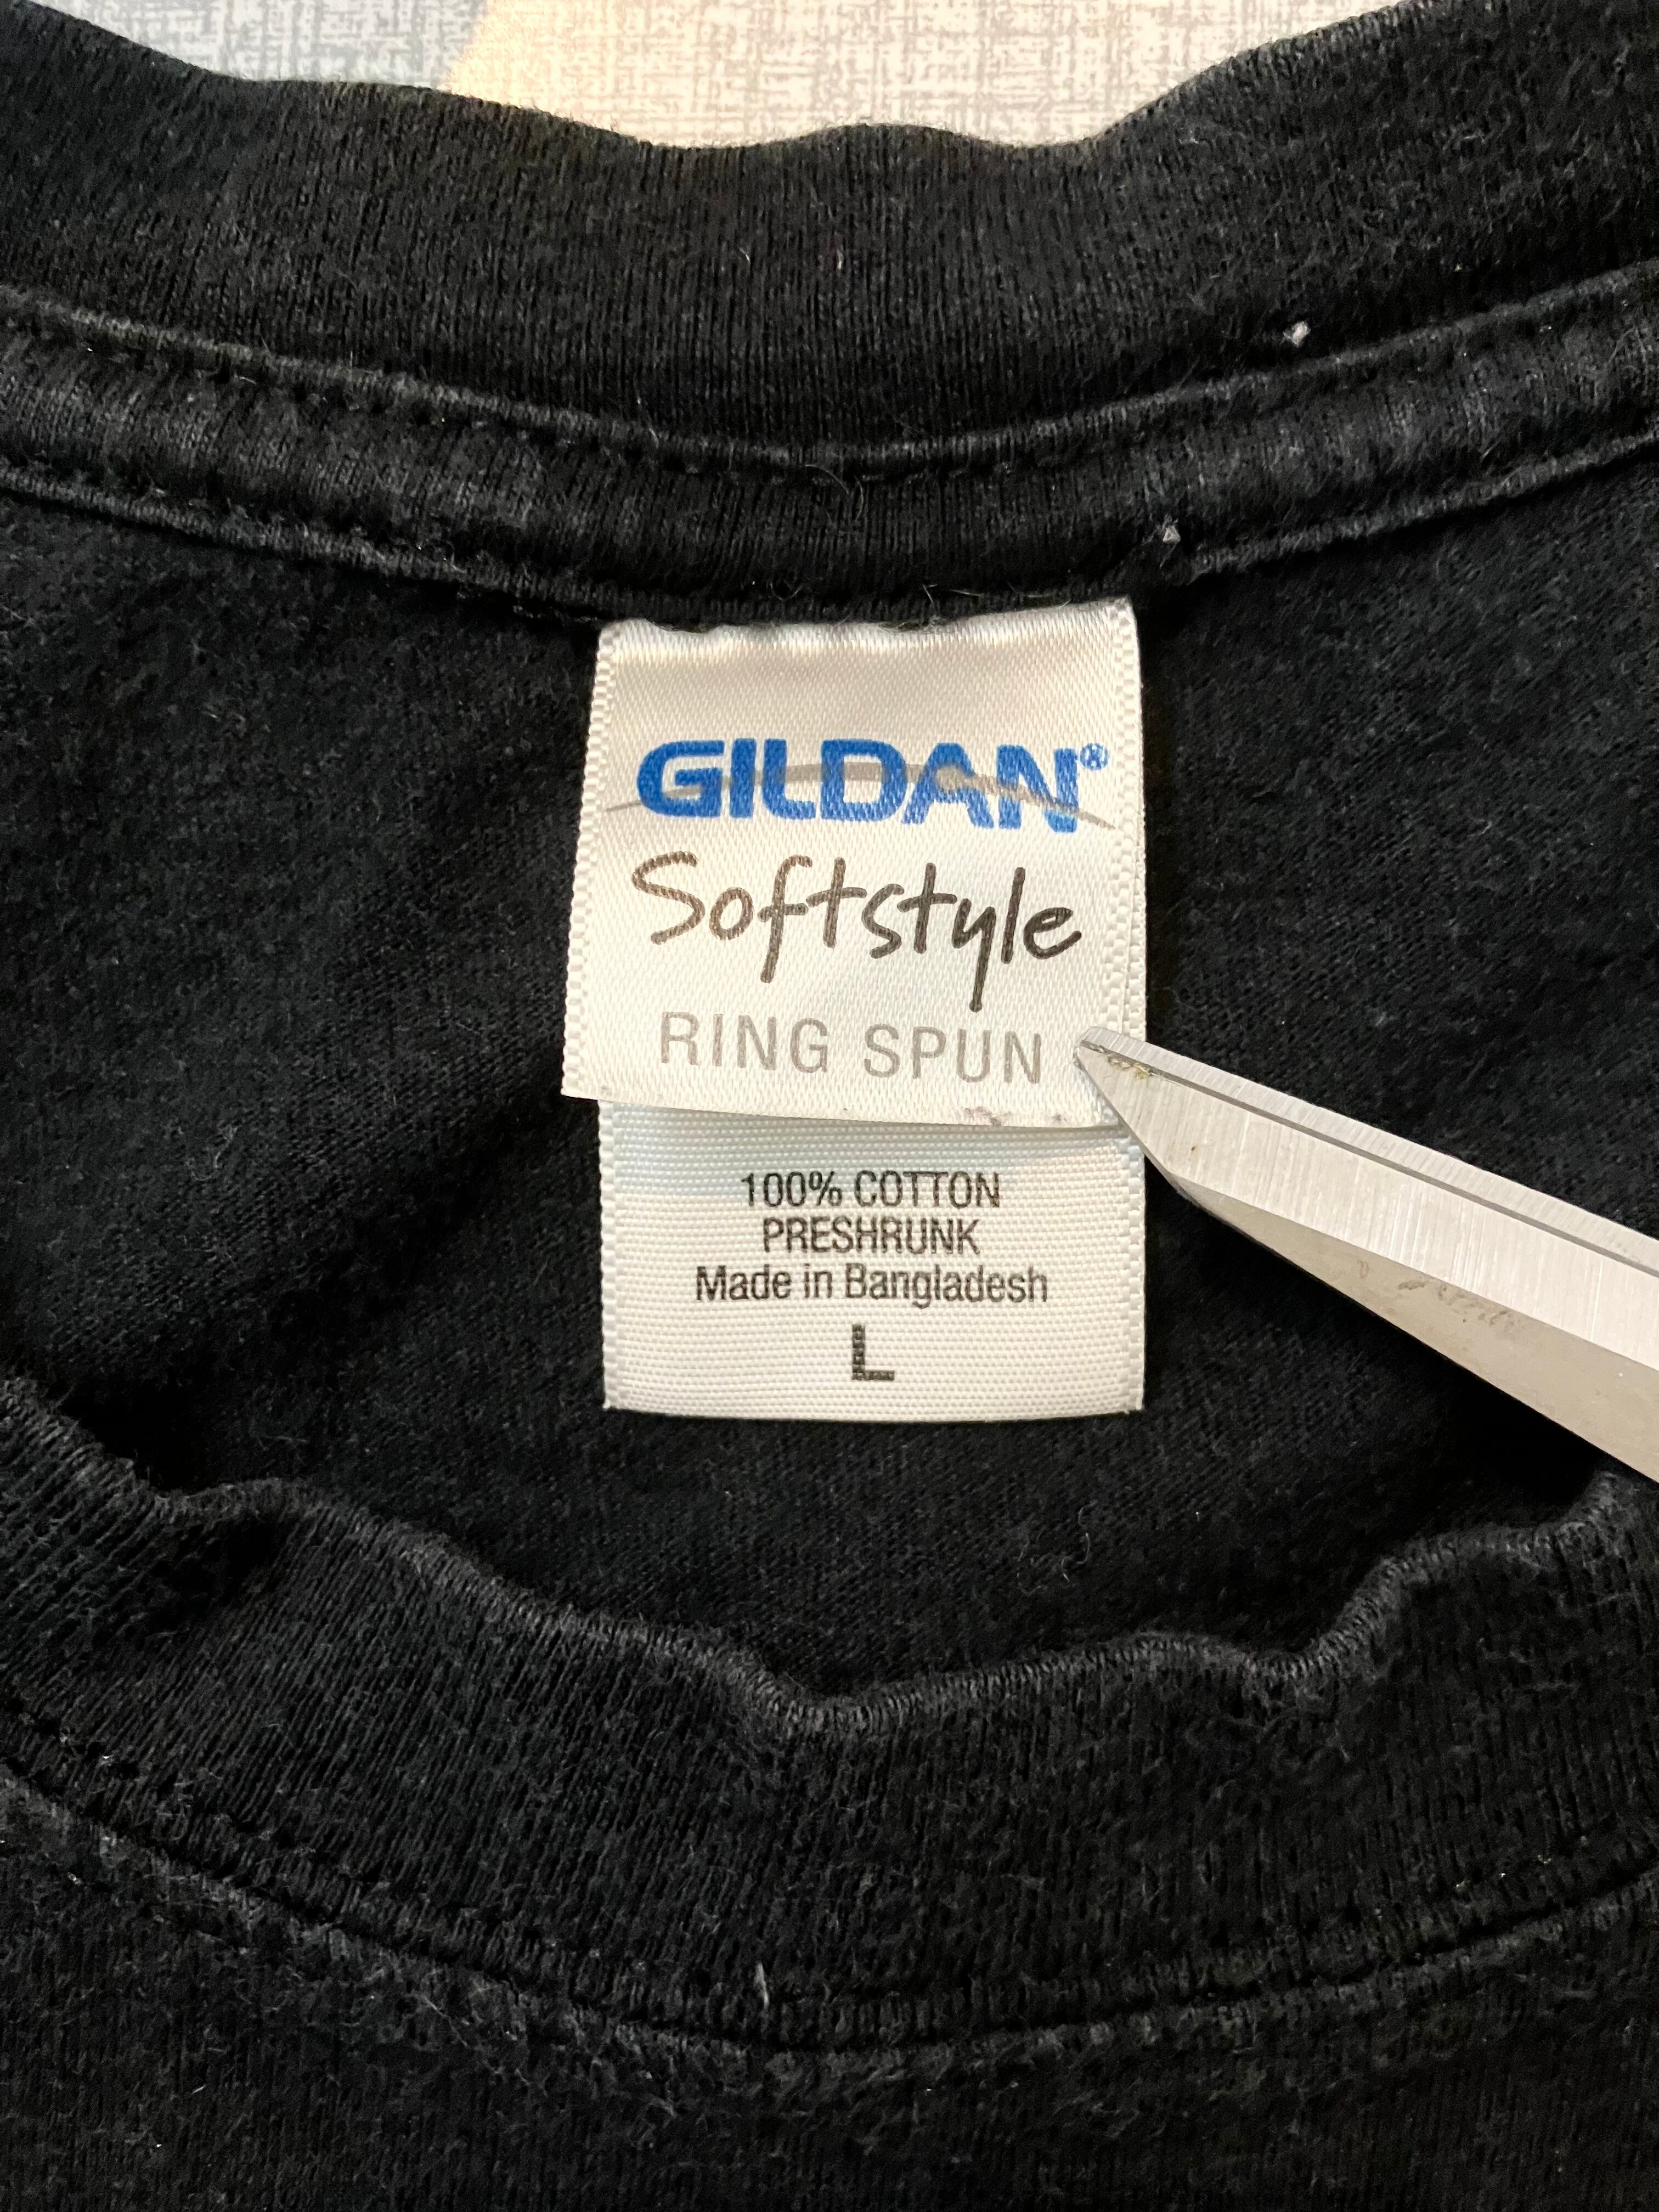 GILDAN®
Softstyle
RING SPUN
100% COTTON
PRESHRUNK
Made in Bangladesh
L